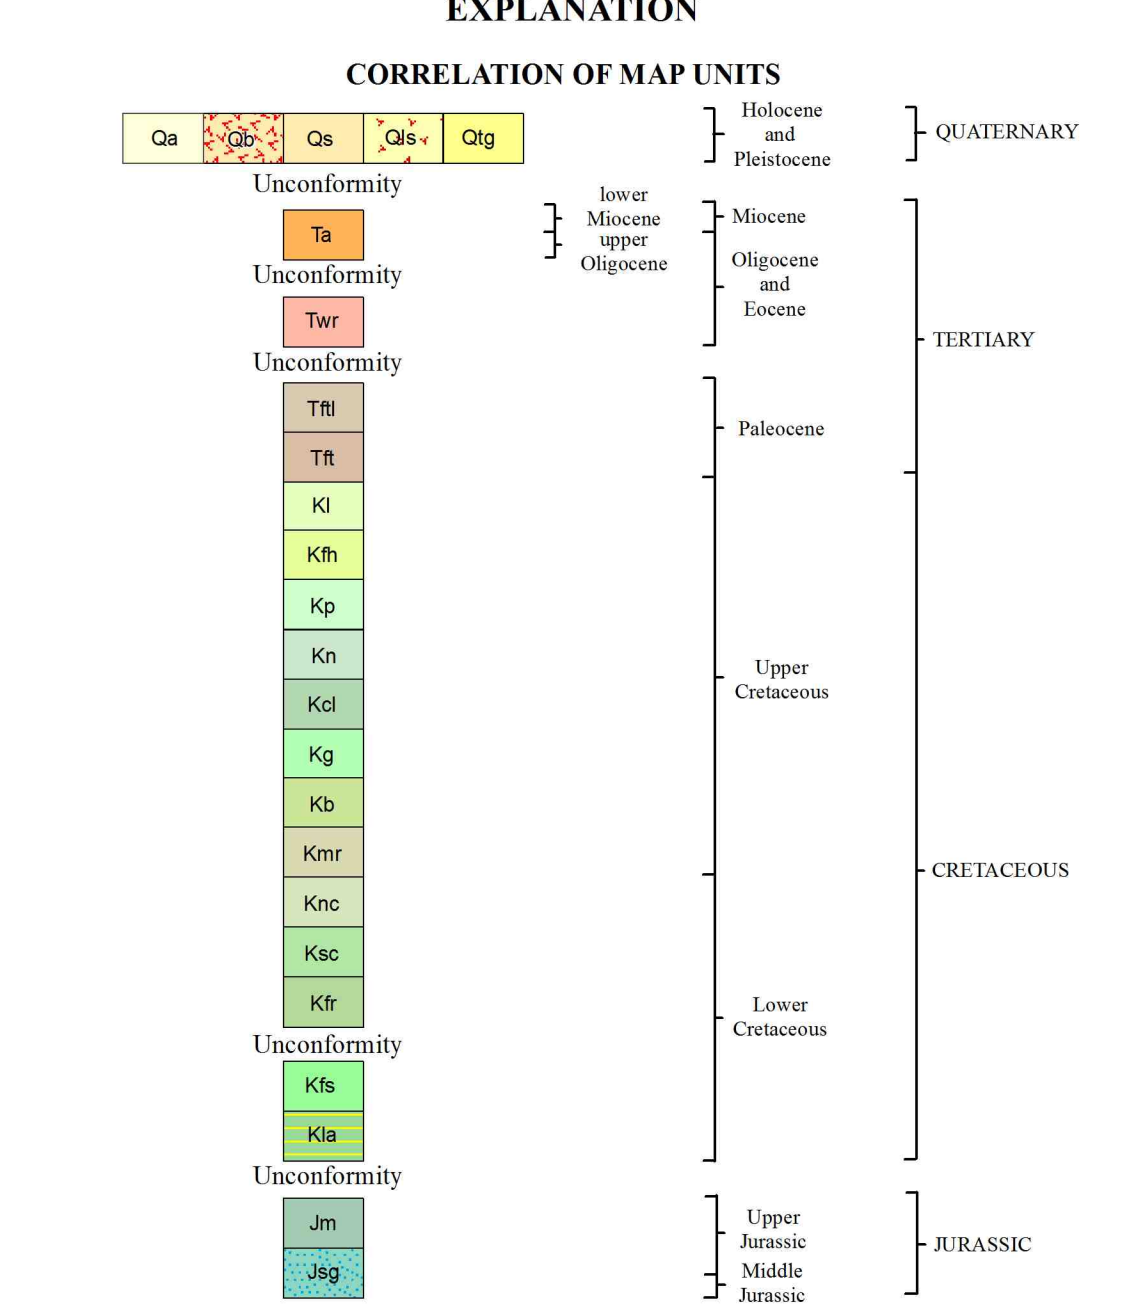 EXPLANATION
CORRELATION OF MAP UNITS
Qa Qb Qs Qls Qtg
Holocene
and
Pleistocene
QUATERNARY
Unconformity
Ta
lower
Miocene
upper
Oligocene
Miocene
Oligocene
and
Eocene
Unconformity
Twr
TERTIARY
Unconformity
Tftl
Tft
Paleocene
Kl
Kfh
Kp
Kn
Kcl
Kg
Kb
Kmr
Upper
Cretaceous
CRETACEOUS
Knc
Ksc
Kfr
Lower
Cretaceous
Unconformity
Kfs
Kla
Unconformity
Jm
Jsg
Upper
Jurassic
Middle
Jurassic
JURASSIC